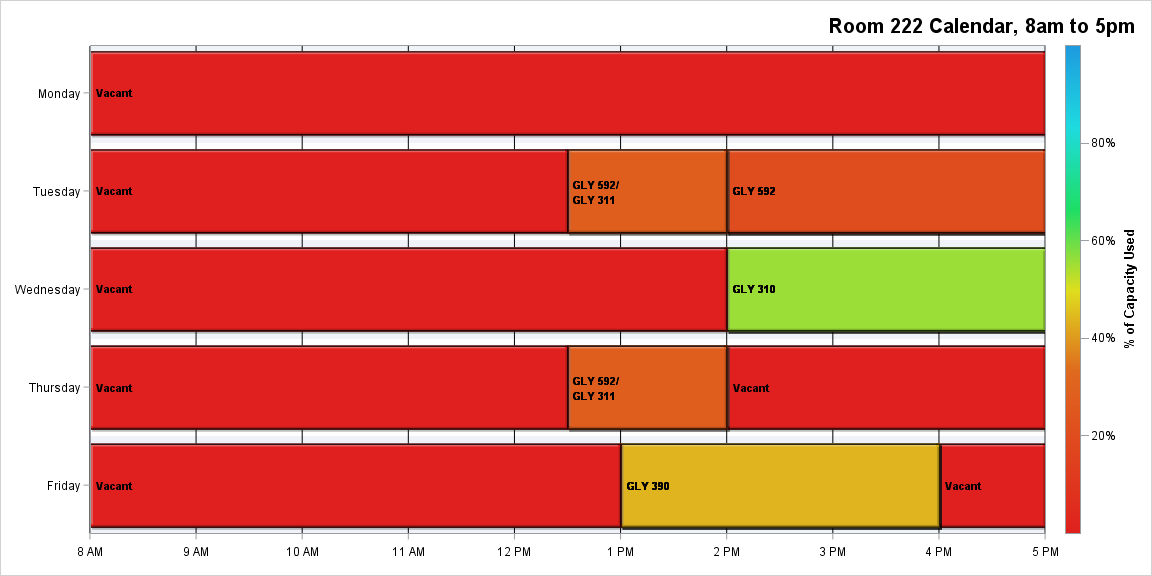 Room 222 Calendar, 8am to 5pm
Monday
Vacant
Tuesday
Vacant
GLY 592/
GLY 311
GLY 592
Wednesday
Vacant
GLY 310
Thursday
Vacant
GLY 592/
GLY 311
Vacant
Friday
Vacant
GLY 390
Vacant
8 AM
9 AM
10 AM
11 AM
12 PM
1 PM
2 PM
3 PM
4 PM
5 PM
80%
60%
40%
20%
% of Capacity Used